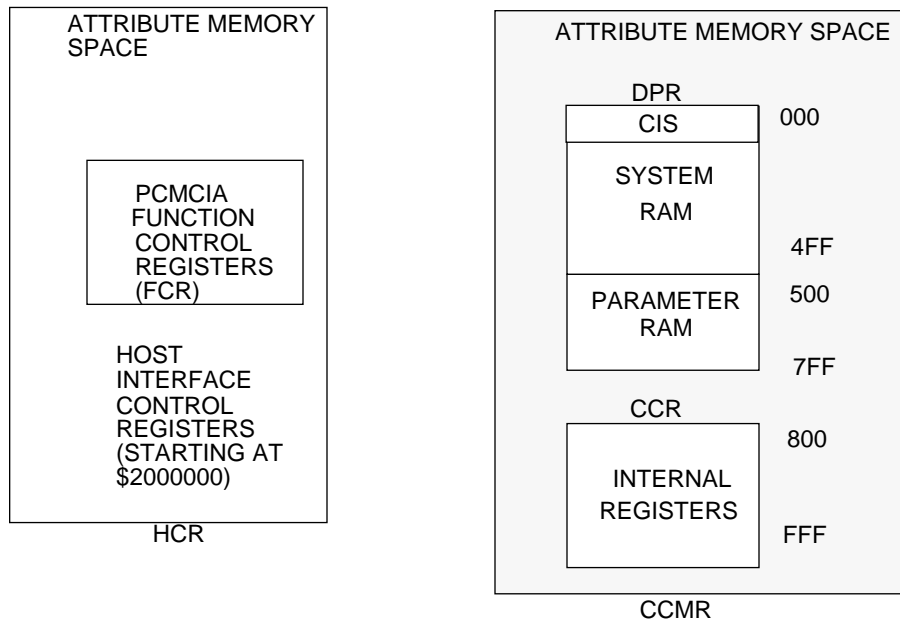 ATTRIBUTE MEMORY
SPACE
PCMCIA
FUNCTION
CONTROL
REGISTERS
(FCR)
HOST
INTERFACE
CONTROL
REGISTERS
(STARTING AT
$2000000)
HCR
ATTRIBUTE MEMORY SPACE
DPR
CIS
000
SYSTEM
RAM
4FF
500
PARAMETER
RAM
7FF
CCR
800
INTERNAL
REGISTERS
FFF
CCMR